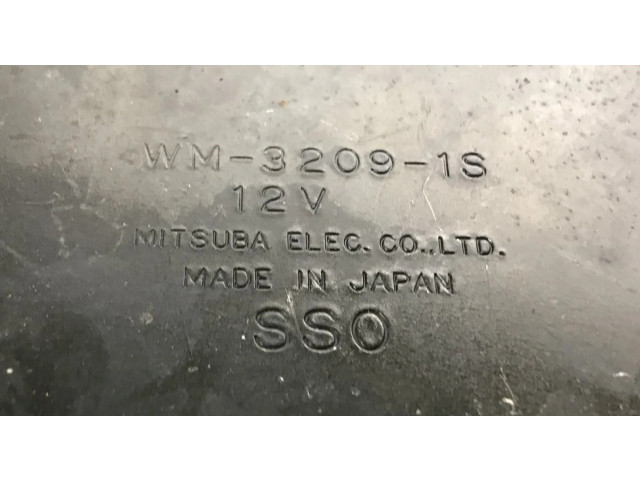 WM-3209-1S
12V
MITSUBA ELEC. CO.,LTD.
MADE IN JAPAN
SSO